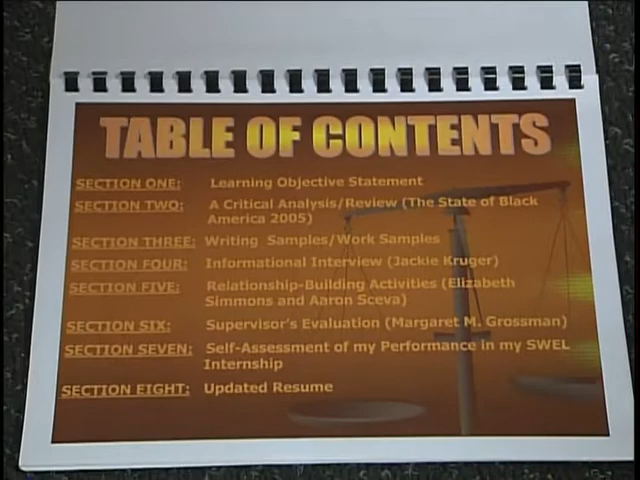 TABLE OF CONTENTS
SECTION ONE: Learning Objective Statement
SECTION TWO: A Critical Analysis/Review (The State of Black
America 2005)
SECTION THREE: Writing Samples/Work Samples
SECTION FOUR: Informational Interview (Jackie Kruger)
SECTION FIVE: Relationship-Building Activities (Elizabeth
Simmons and Aaron Sceva)
SECTION SIX: Supervisor's Evaluation (Margaret M. Grossman)
SECTION SEVEN: Self-Assessment of my Performance in my SWEL
Internship
SECTION EIGHT: Updated Resume